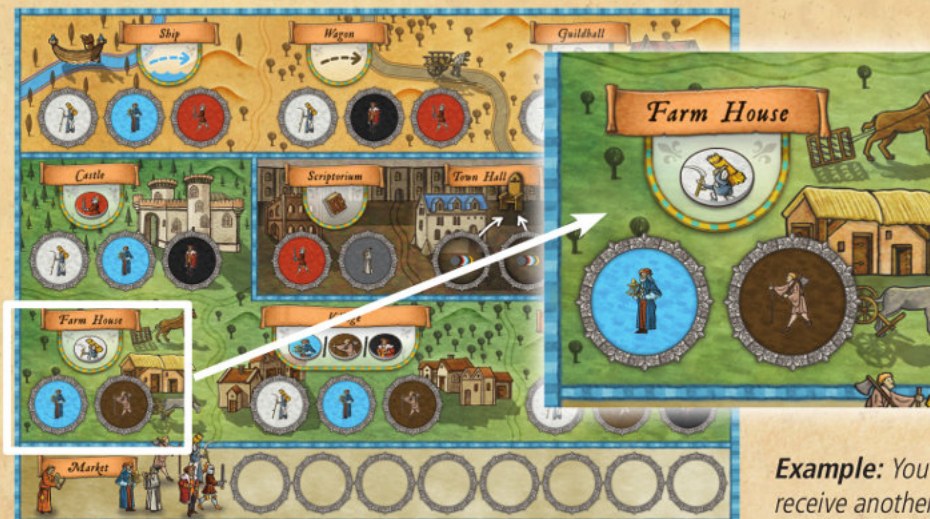 Ship
Wagon
Guildhall
Farm House
Castle
Scriptorium
Town Hall
Farm House
Market
Example: You
receive another